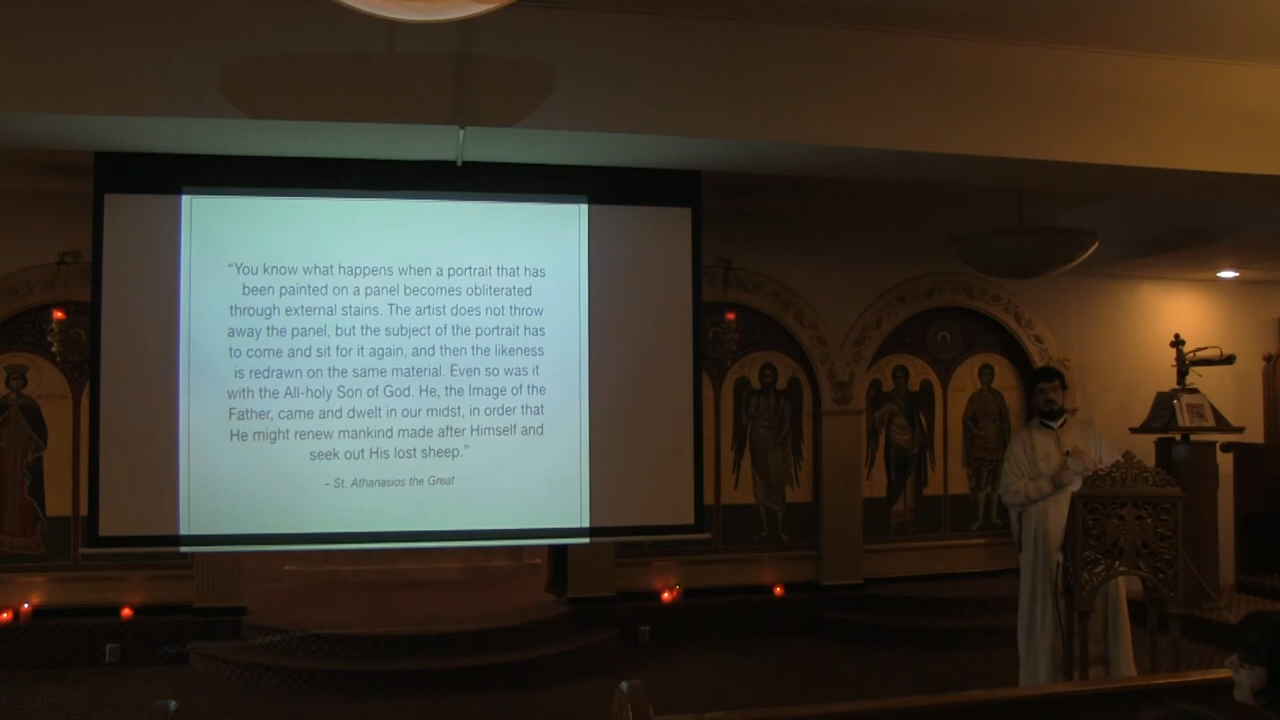 “You know what happens when a portrait that has
been painted on a panel becomes obliterated
through external stains. The artist does not throw
away the panel, but the subject of the portrait has
to come and sit for it again, and then the likeness
is redrawn on the same material. Even so was it
with the All-holy Son of God. He, the Image of the
Father, came and dwelt in our midst, in order that
He might renew mankind made after Himself and
seek out His lost sheep.”
– St. Athanasios the Great